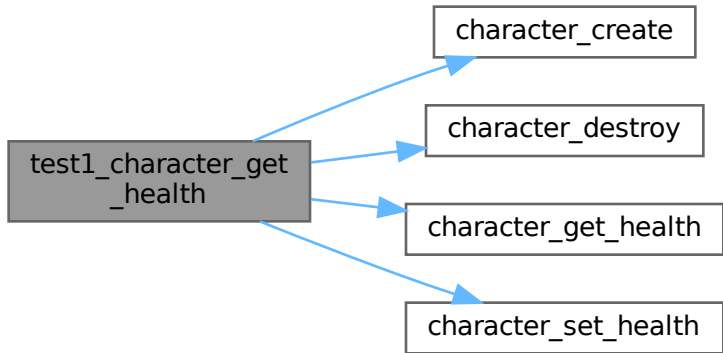 character_create
character_destroy
test1_character_get
_health
character_get_health
character_set_health